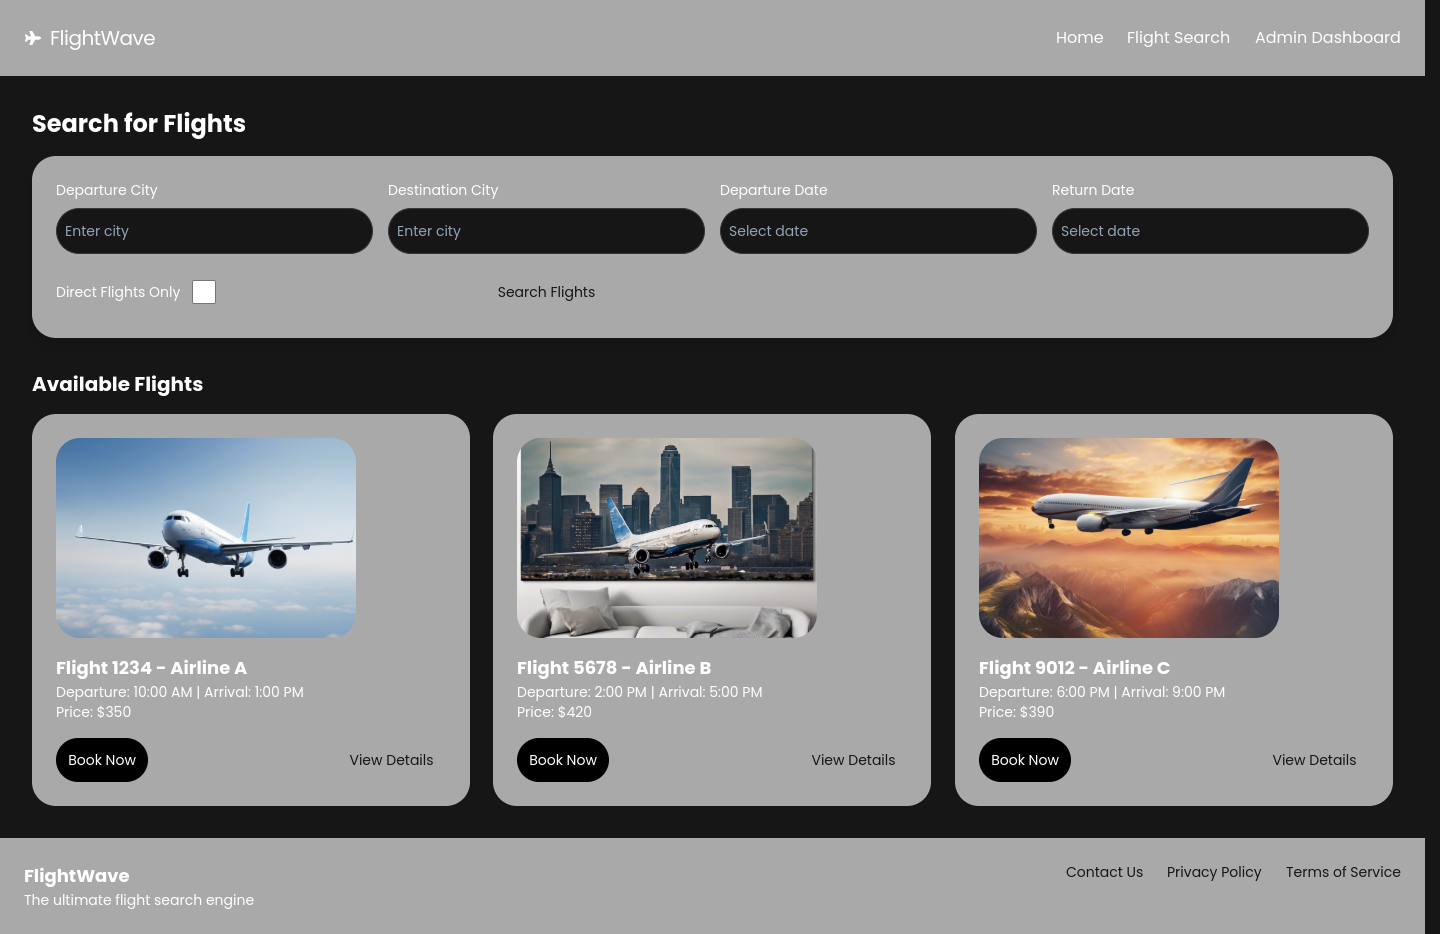 FlightWave
Home Flight Search Admin Dashboard
Search for Flights
Departure City Destination City Departure Date Return Date
Enter city Enter city Select date Select date
Direct Flights Only Search Flights
Available Flights
Flight 1234 - Airline A
Departure: 10:00 AM | Arrival: 1:00 PM
Price: $350
Book Now View Details
Flight 5678 - Airline B
Departure: 2:00 PM | Arrival: 5:00 PM
Price: $420
Book Now View Details
Flight 9012 - Airline C
Departure: 6:00 PM | Arrival: 9:00 PM
Price: $390
Book Now View Details
FlightWave
The ultimate flight search engine
Contact Us Privacy Policy Terms of Service